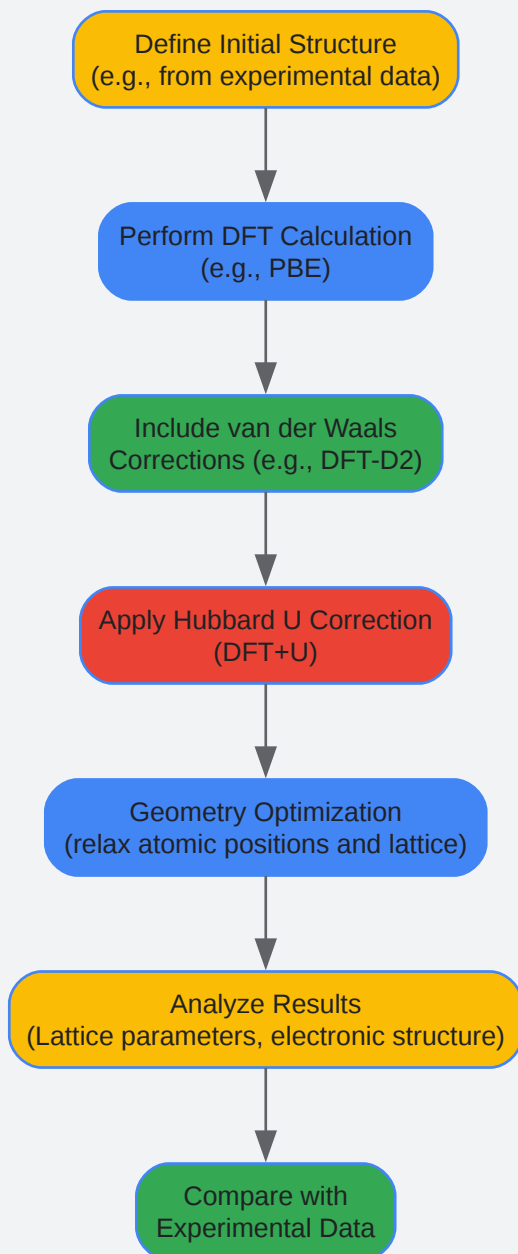 Define Initial Structure
(e.g., from experimental data)
Perform DFT Calculation
(e.g., PBE)
Include van der Waals
Corrections (e.g., DFT-D2)
Apply Hubbard U Correction
(DFT+U)
Geometry Optimization
(relax atomic positions and lattice)
Analyze Results
(Lattice parameters, electronic structure)
Compare with
Experimental Data